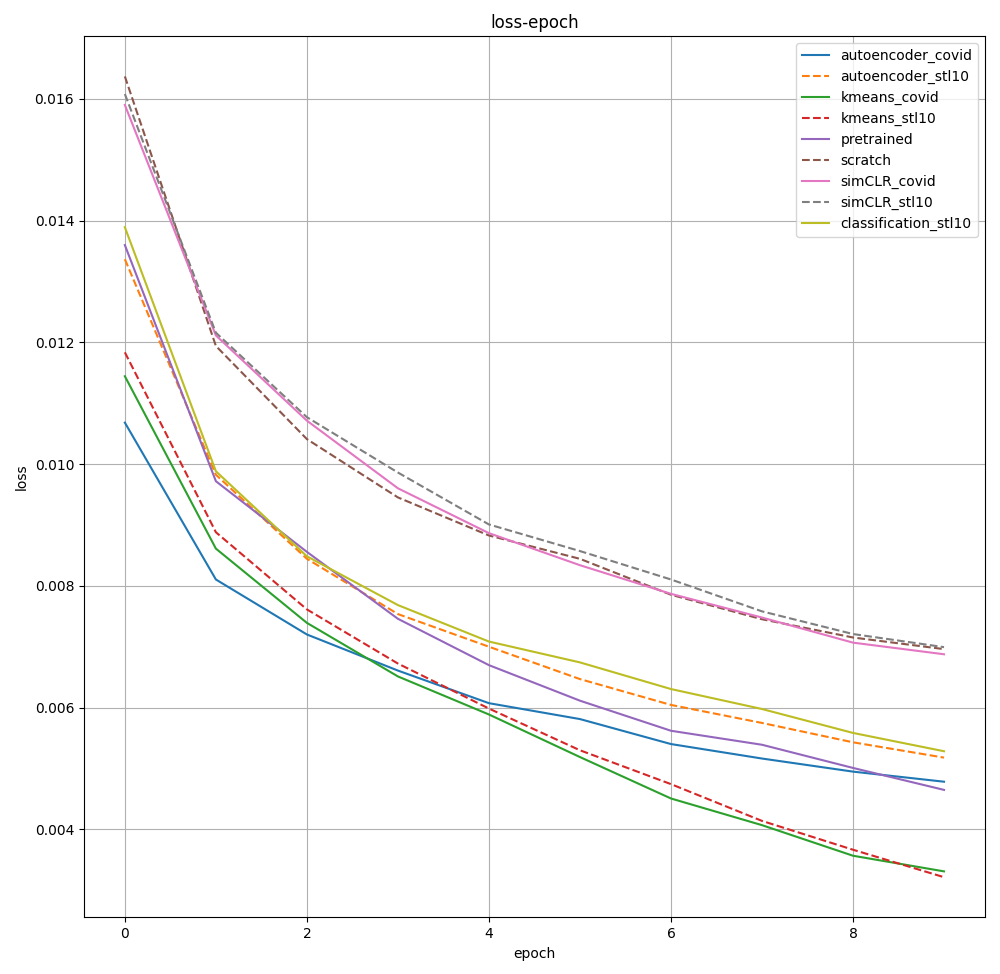 loss-epoch
autoencoder_covid
autoencoder_stl10
kmeans_covid
kmeans_stl10
pretrained
scratch
simCLR_covid
simCLR_stl10
classification_stl10
loss
0.016
0.014
0.012
0.010
0.008
0.006
0.004
0 2 4 6 8
epoch